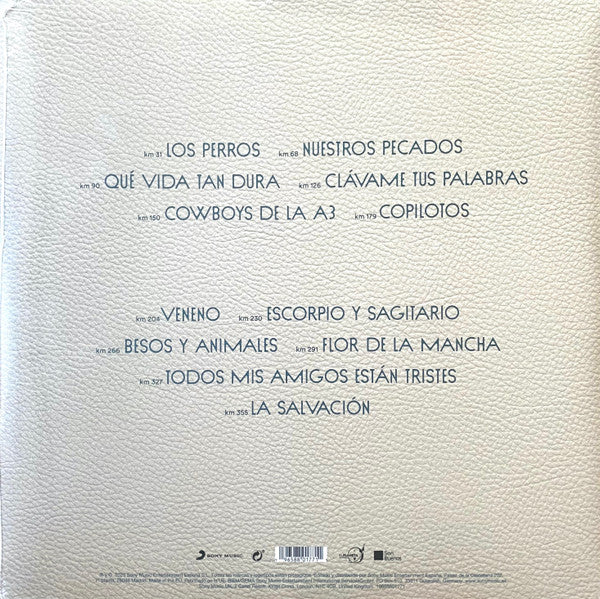 km 31 LOS PERROS km 68 NUESTROS PECADOS
km 90 QUÉ VIDA TAN DURA km 126 CLÁVAME TUS PALABRAS
km 150 COWBOYS DE LA A3 km 179 COPILOTOS
km 204 VENENO km 230 ESCORPIO Y SAGITARIO
km 266 BESOS Y ANIMALES km 291 FLOR DE LA MANCHA
km 327 TODOS MIS AMIGOS ESTÁN TRISTES
km 355 LA SALVACIÓN
SONY MUSIC